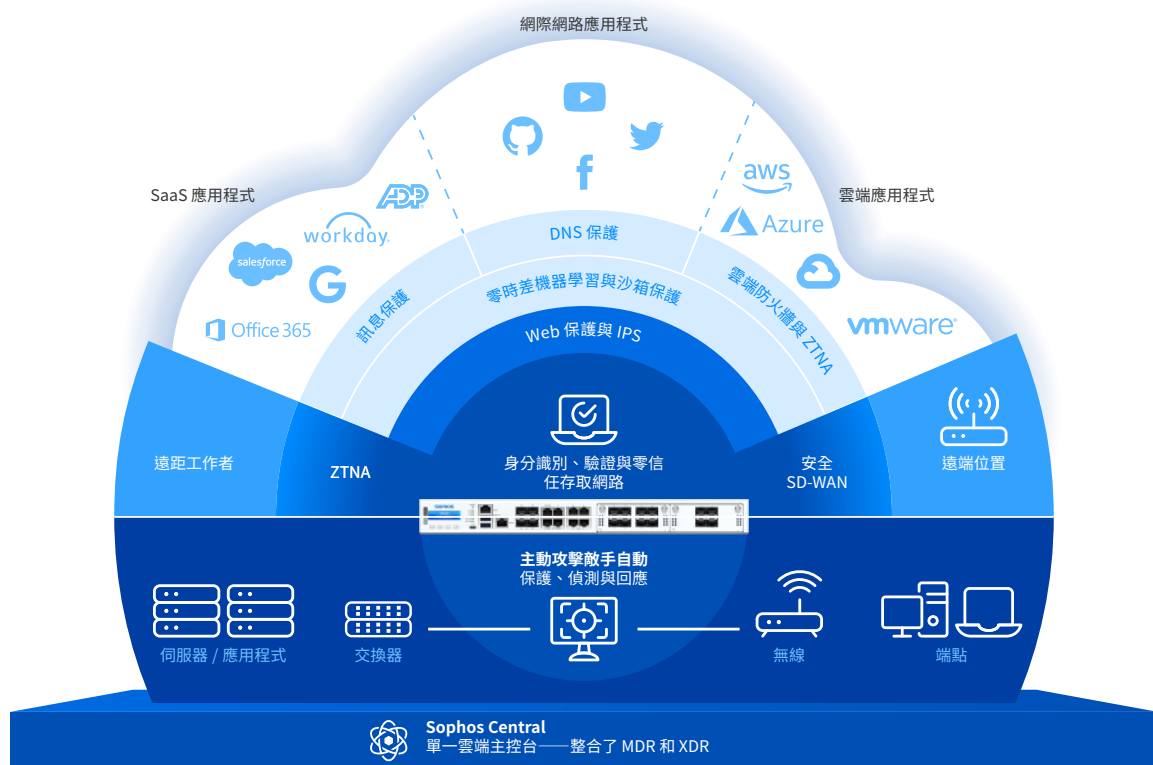 網際網路應用程式
SaaS 應用程式
ADP
workday.
salesforce
Office 365
aws
Azure
雲端應用程式
vmware
DNS 保護
訊息保護
零時差機器學習與沙箱保護
雲端防火牆與 ZTNA
Web 保護與 IPS
遠距工作者
ZTNA
身分識別、驗證與零信
任存取網路
安全
SD-WAN
遠端位置
SOPHOS
主動攻擊敵手自動
保護、偵測與回應
伺服器 / 應用程式
交換器
無線
端點
Sophos Central
單一雲端主控台——整合了 MDR 和 XDR